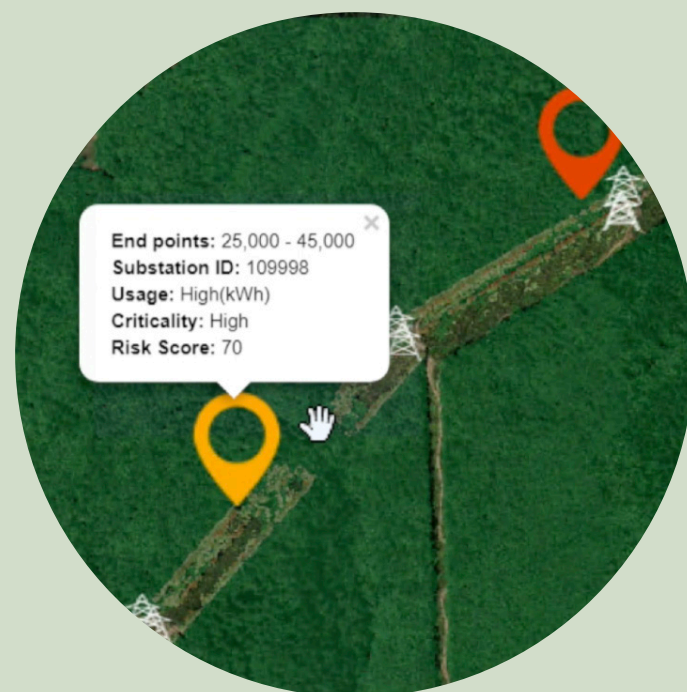 End points: 25,000 - 45,000
Substation ID: 109998
Usage: High(kWh)
Criticality: High
Risk Score: 70